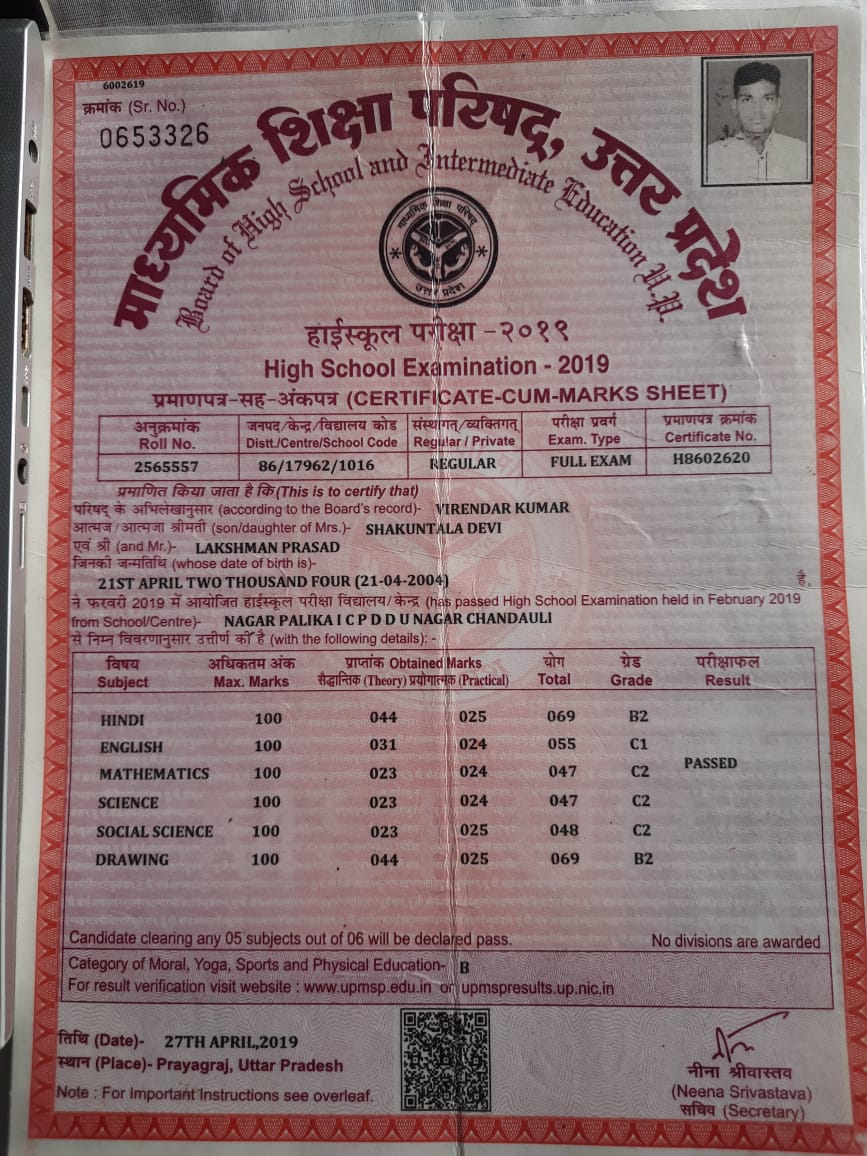 6002619
क्रमांक (Sr. No.)
0653326
माध्यमिक शिक्षा परिषद्, उत्तर प्रदेश
Board of High School and Intermediate Education U.P.
माध्यमिक शिक्षा परिषद्
उत्तर प्रदेश
हाईस्कूल परीक्षा -२०१९
High School Examination - 2019
प्रमाणपत्र-सह-अंकपत्र (CERTIFICATE-CUM-MARKS SHEET)
अनुक्रमांक जनपद/केन्द्र/विद्यालय कोड संस्थागत्/व्यक्तिगत् परीक्षा प्रवर्ग प्रमाणपत्र क्रमांक
Roll No. Distt./Centre/School Code Regular / Private Exam. Type Certificate No.
2565557 86/17962/1016 REGULAR FULL EXAM H8602620
प्रमाणित किया जाता है कि (This is to certify that)
परिषद् के अभिलेखानुसार (according to the Board's record)- VIRENDAR KUMAR
आत्मज/आत्मजा श्रीमती (son/daughter of Mrs.)- SHAKUNTALA DEVI
एवं श्री (and Mr.)- LAKSHMAN PRASAD
जिनकी जन्मतिथि (whose date of birth is)-
21ST APRIL TWO THOUSAND FOUR (21-04-2004) है,
ने फरवरी 2019 में आयोजित हाईस्कूल परीक्षा विद्यालय/केन्द्र (has passed High School Examination held in February 2019
from School/Centre)- NAGAR PALIKA I C P D D U NAGAR CHANDAULI
से निम्न विवरणानुसार उत्तीर्ण की है (with the following details): -
विषय अधिकतम अंक प्राप्तांक Obtained Marks योग ग्रेड परीक्षाफल
Subject Max. Marks सैद्धान्तिक (Theory) प्रयोगात्मक (Practical) Total Grade Result
HINDI 100 044 025 069 B2
ENGLISH 100 031 024 055 C1
PASSED
MATHEMATICS 100 023 024 047 C2
SCIENCE 100 023 024 047 C2
SOCIAL SCIENCE 100 023 025 048 C2
DRAWING 100 044 025 069 B2
Candidate clearing any 05 subjects out of 06 will be declared pass. No divisions are awarded
Category of Moral, Yoga, Sports and Physical Education- B
For result verification visit website : www.upmsp.edu.in or upmspresults.up.nic.in
तिथि (Date)- 27TH APRIL,2019
स्थान (Place)- Prayagraj, Uttar Pradesh
Note : For Important Instructions see overleaf.
नीना श्रीवास्तव
(Neena Srivastava)
सचिव (Secretary)